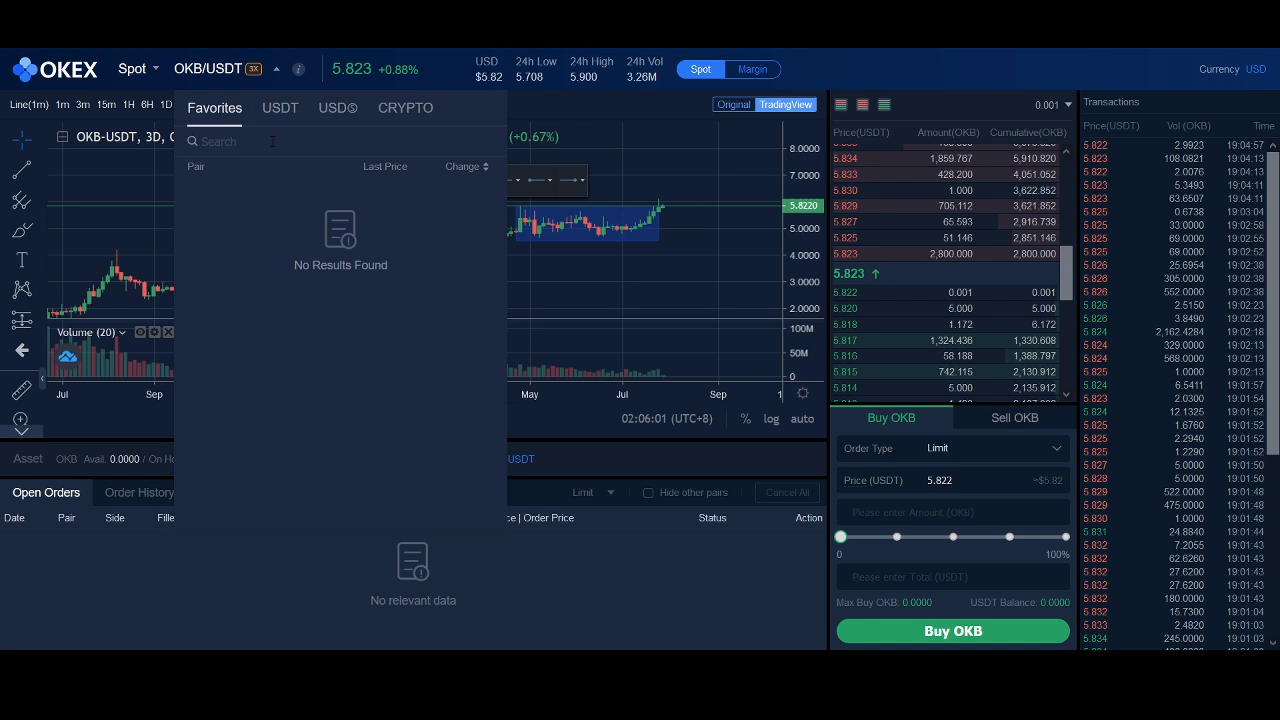 OKEX
Spot
OKB/USDT 3X
5.823 +0.88%
USD
$5.82
24h Low
5.708
24h High
5.900
24h Vol
3.26M
Spot Margin
Currency USD
Line(1m) 1m 3m 15m 1H 6H 1D
OKB-USDT, 3D,
Favorites USDT USDⓈ CRYPTO
Search
Pair Last Price Change
No Results Found
Original TradingView
(+0.67%)
8.0000
7.0000
5.8220
5.0000
4.0000
3.0000
2.0000
Volume (20)
100M
50M
0
Jul Sep May Jul Sep 1
02:06:01 (UTC+8) % log auto
Asset OKB Avail. 0.0000 / On Ho
USDT
Open Orders Order History
Limit Hide other pairs Cancel All
Date Pair Side Fille
ce | Order Price Status Action
No relevant data
0.001
Price(USDT) Amount(OKB) Cumulative(OKB)
5.834 1,859.767 5,910.820
5.833 428.200 4,051.052
5.830 1.000 3,622.852
5.829 705.112 3,621.852
5.827 65.593 2,916.739
5.825 51.146 2,851.146
5.823 2,800.000 2,800.000
5.823
5.822 0.001 0.001
5.820 5.000 5.000
5.818 1.172 6.172
5.817 1,324.436 1,330.608
5.816 58.188 1,388.797
5.815 742.115 2,130.912
5.814 5.000 2,135.912
Buy OKB Sell OKB
Order Type Limit
Price (USDT) 5.822 ≈$5.82
Please enter Amount (OKB)
0 100%
Please enter Total (USDT)
Max Buy OKB: 0.0000 USDT Balance: 0.0000
Buy OKB
Transactions
Price(USDT) Vol (OKB) Time
5.822 2.9923 19:04:57
5.823 108.0821 19:04:13
5.822 2.0076 19:04:13
5.823 5.3493 19:04:11
5.823 63.6507 19:04:11
5.825 0.6738 19:03:04
5.825 33.0000 19:02:58
5.825 69.0000 19:02:55
5.825 69.0000 19:02:52
5.826 25.6954 19:02:38
5.826 305.0000 19:02:38
5.826 552.0000 19:02:38
5.826 2.5150 19:02:23
5.826 3.8490 19:02:23
5.824 2,162.4284 19:02:18
5.824 329.0000 19:02:13
5.824 568.0000 19:02:13
5.825 1.0000 19:02:08
5.824 6.5411 19:01:57
5.823 2.0300 19:01:54
5.824 12.1325 19:01:52
5.825 1.6760 19:01:52
5.825 2.2940 19:01:52
5.825 1.2290 19:01:52
5.827 5.0000 19:01:50
5.828 5.0000 19:01:50
5.829 522.0000 19:01:48
5.829 475.0000 19:01:48
5.830 1.0000 19:01:48
5.831 24.8840 19:01:44
5.832 7.2055 19:01:43
5.832 62.6260 19:01:43
5.832 27.6200 19:01:43
5.832 27.6200 19:01:43
5.832 180.0000 19:01:43
5.832 15.7300 19:01:04
5.833 2.4820 19:01:03
5.834 245.0000 19:01:03